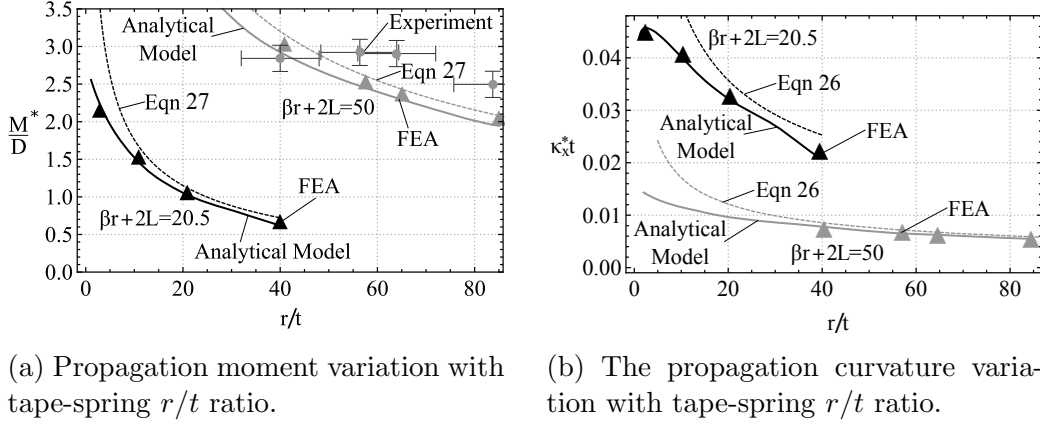 3.5
3.0
2.5
2.0
1.5
1.0
0.5
0.0
M*
D
0
20
40
60
80
r/t
Analytical
Model
Experiment
Eqn 27
Eqn 27
βr+2L=50
FEA
FEA
βr+2L=20.5
Analytical Model
0.04
0.03
0.02
0.01
0.00
κ*ₓt
0
20
40
60
80
r/t
βr+2L=20.5
Eqn 26
Analytical
Model
FEA
Eqn 26
FEA
Analytical
Model
βr+2L=50
(a) Propagation moment variation with
tape-spring r/t ratio.
(b) The propagation curvature varia-
tion with tape-spring r/t ratio.